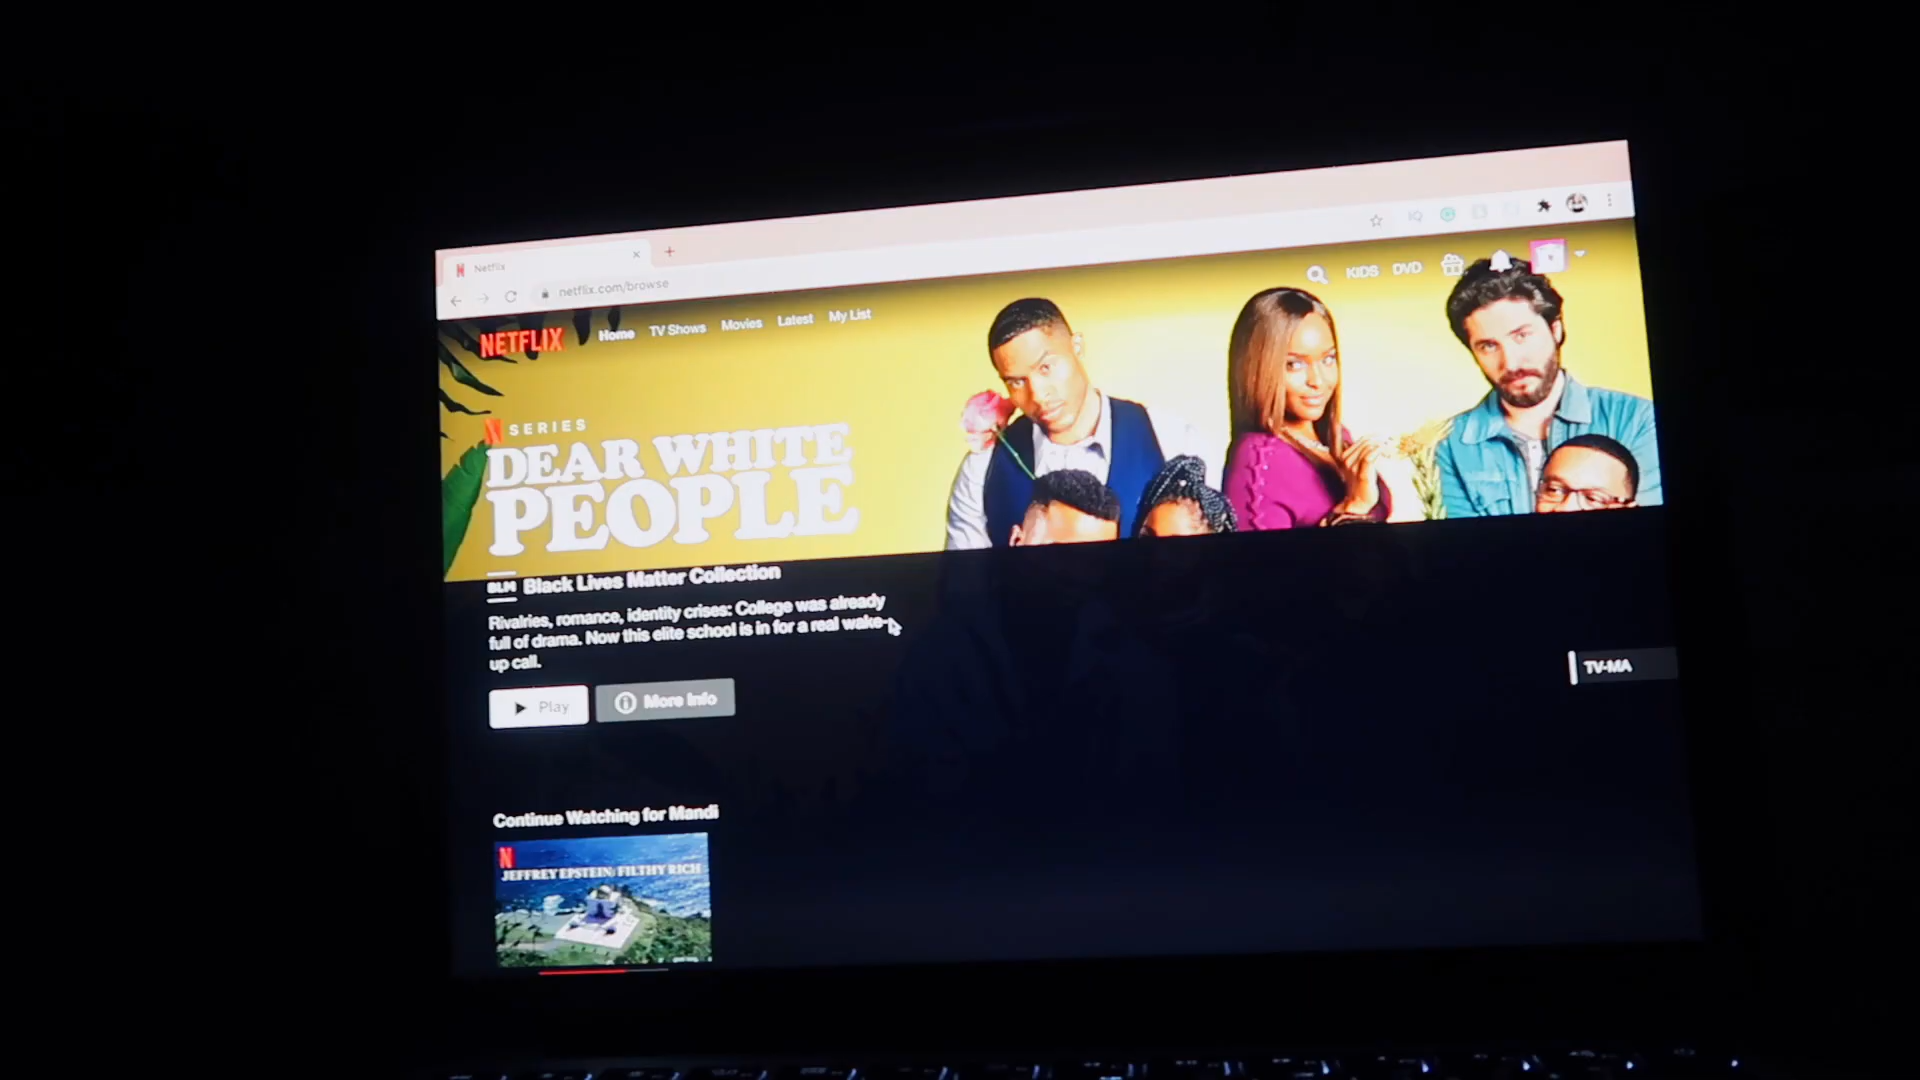 Netflix
netflix.com/browse
NETFLIX Home TV Shows Movies Latest My List KIDS DVD
N SERIES
DEAR WHITE
PEOPLE
BLM Black Lives Matter Collection
Rivalries, romance, identity crises: College was already
full of drama. Now this elite school is in for a real wake-
up call.
Play More Info
TV-MA
Continue Watching for Mandi
N
JEFFREY EPSTEIN: FILTHY RICH